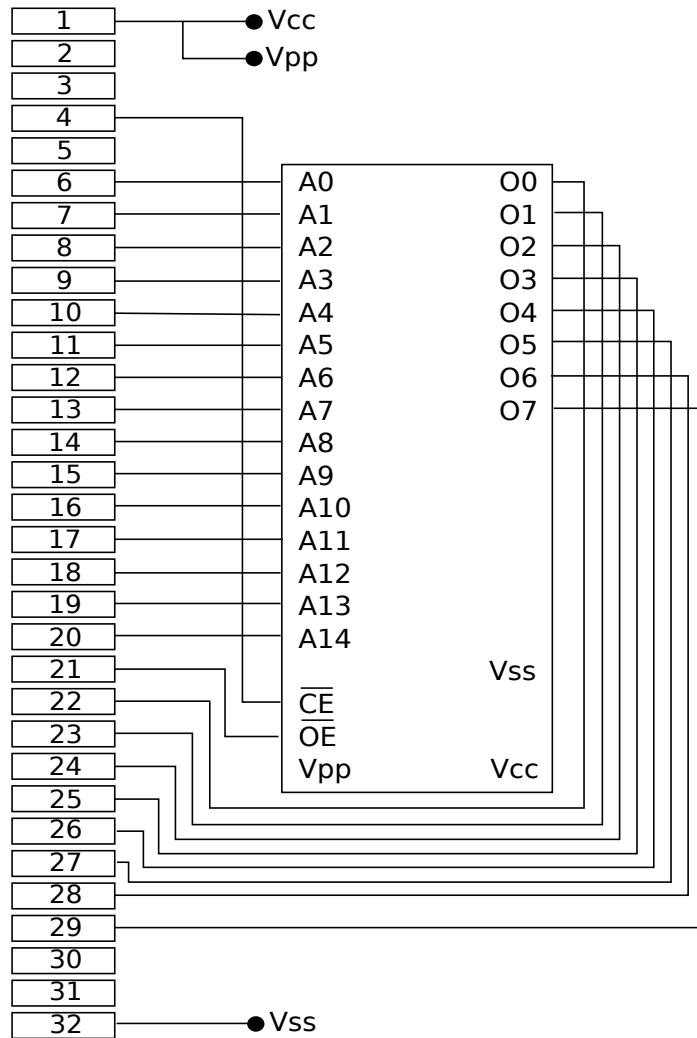 1 Vcc
2 Vpp
3
4
5
6 A0 O0
7 A1 O1
8 A2 O2
9 A3 O3
10 A4 O4
11 A5 O5
12 A6 O6
13 A7 O7
14 A8
15 A9
16 A10
17 A11
18 A12
19 A13
20 A14
21 Vss
22 C̅E̅
23 O̅E̅
24 Vpp Vcc
25
26
27
28
29
30
31
32 Vss